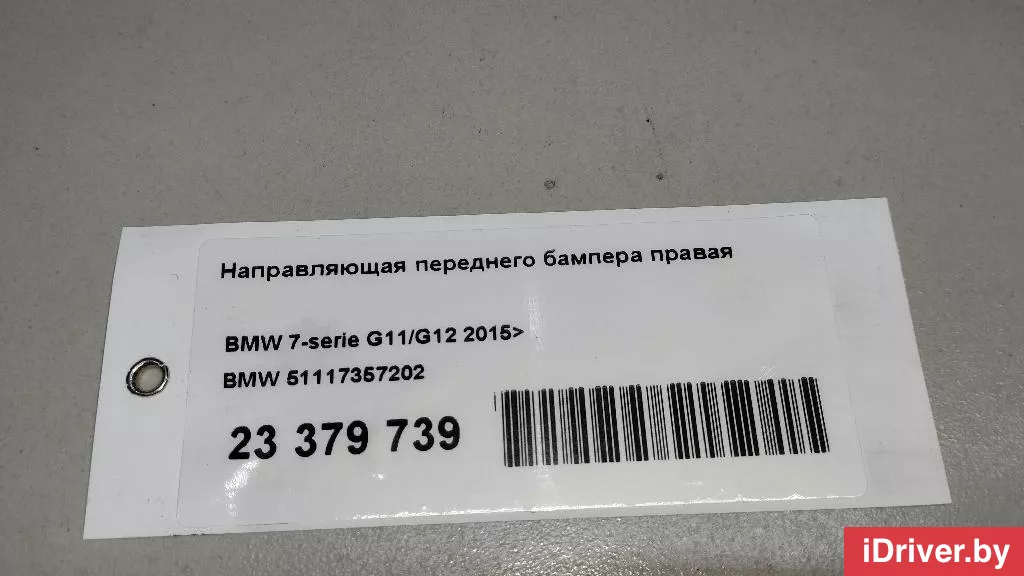 Направляющая переднего бампера правая
BMW 7-serie G11/G12 2015>
BMW 51117357202
23 379 739
iDriver.by